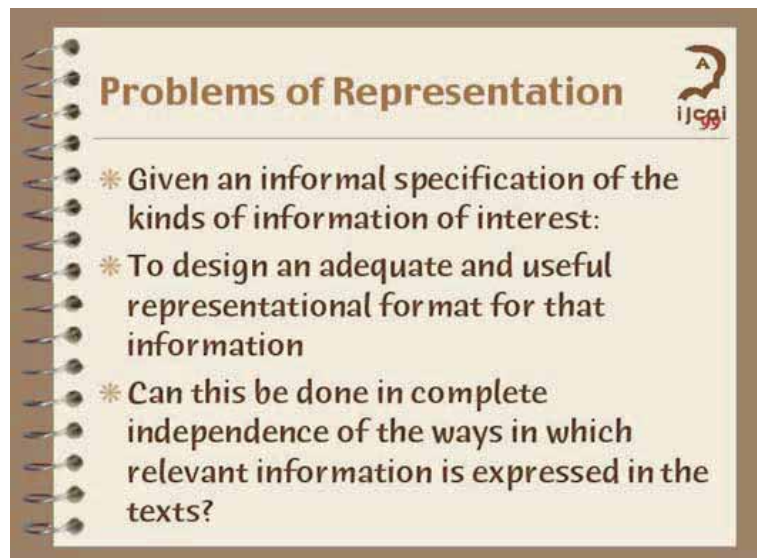 Problems of Representation
A
iJcai
99
Given an informal specification of the
kinds of information of interest:
To design an adequate and useful
representational format for that
information
Can this be done in complete
independence of the ways in which
relevant information is expressed in the
texts?